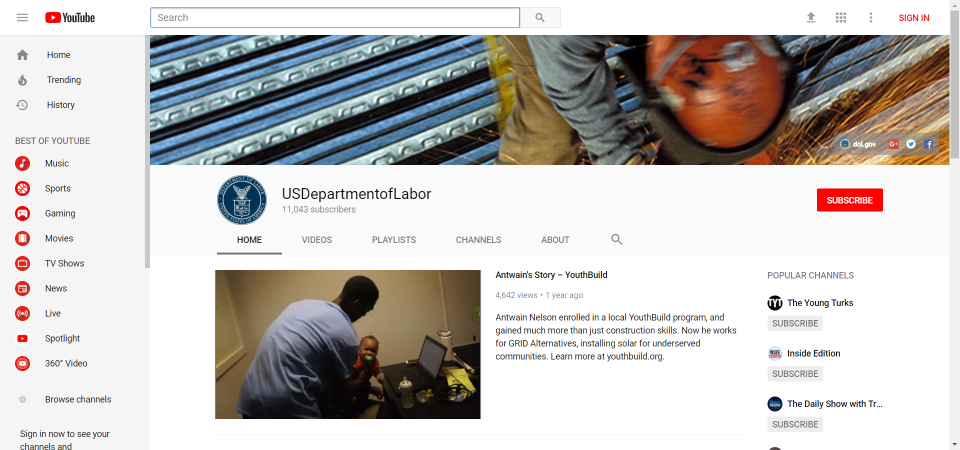 YouTube
Search
SIGN IN
Home
Trending
History
BEST OF YOUTUBE
Music
Sports
Gaming
Movies
TV Shows
News
Live
Spotlight
360° Video
Browse channels
Sign in now to see your
channels and
dol.gov
USDepartmentofLabor
11,043 subscribers
SUBSCRIBE
HOME VIDEOS PLAYLISTS CHANNELS ABOUT
Antwain's Story – YouthBuild
4,642 views • 1 year ago
Antwain Nelson enrolled in a local YouthBuild program, and
gained much more than just construction skills. Now he works
for GRID Alternatives, installing solar for underserved
communities. Learn more at youthbuild.org.
POPULAR CHANNELS
TYT
The Young Turks
SUBSCRIBE
Inside Edition
SUBSCRIBE
The Daily Show with Tr...
SUBSCRIBE